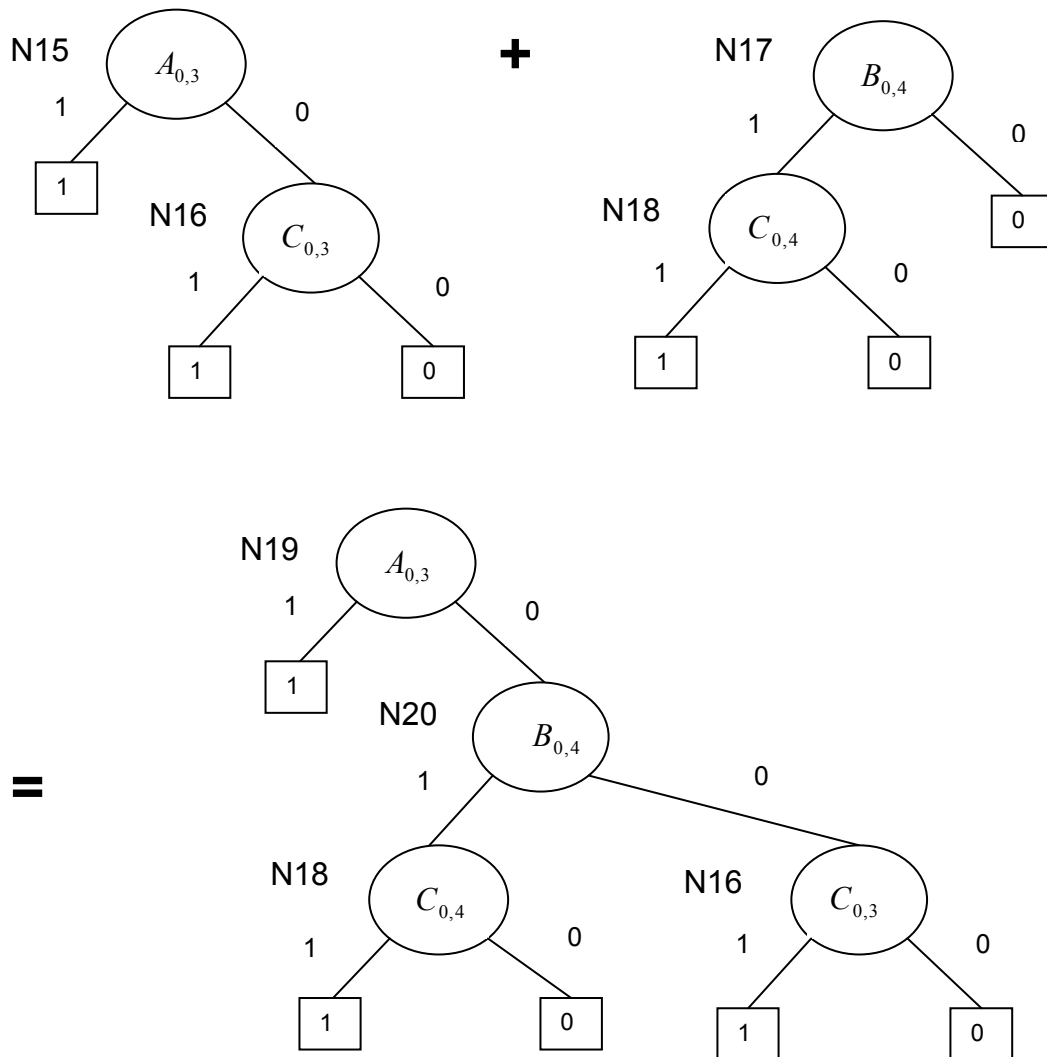 N15 A0,3 + N17 B0,4
1 0 1 0
1 N16 C0,3 N18 C0,4 0
1 0 1 0
1 0 1 0
N19 A0,3
1 0
1
N20 B0,4
= 1 0
N18 C0,4 N16 C0,3
1 0 1 0
1 0 1 0